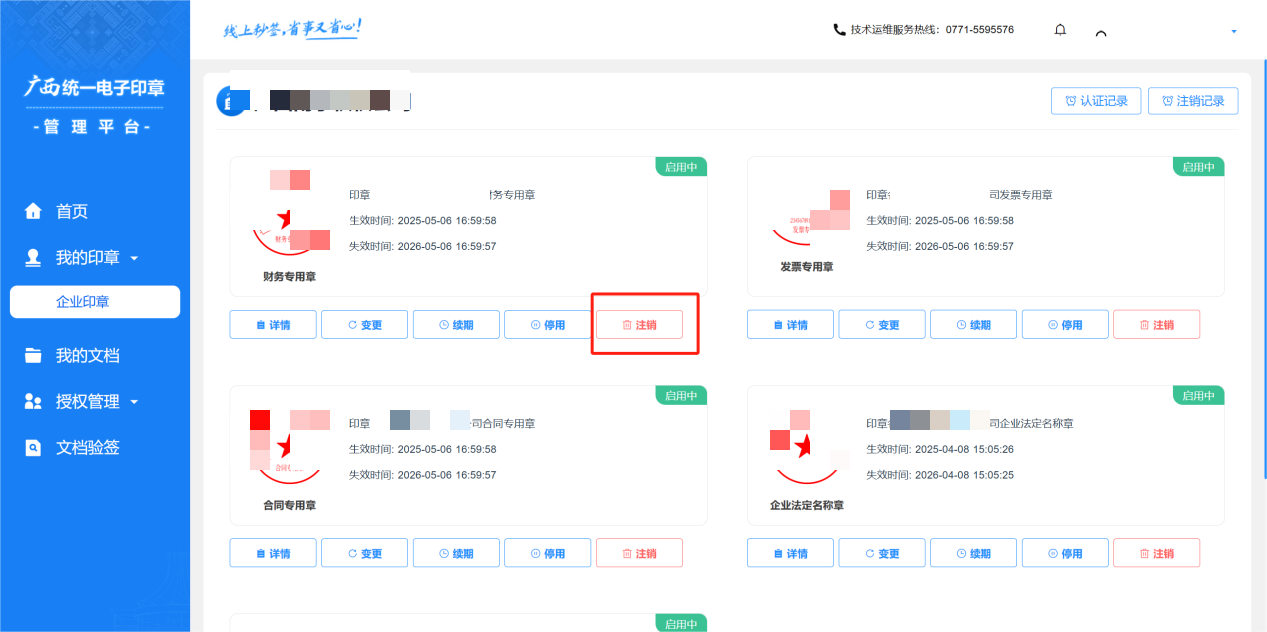 线上秒签,省事又省心!
技术运维服务热线: 0771-5595576
广西统一电子印章
-管 理 平 台-
首页
我的印章
企业印章
我的文档
授权管理
文档验签
认证记录
注销记录
启用中
印章 财务专用章
生效时间: 2025-05-06 16:59:58
失效时间: 2026-05-06 16:59:57
财务专用章
详情 变更 续期 停用 注销
启用中
印章 司发票专用章
生效时间: 2025-05-06 16:59:58
失效时间: 2026-05-06 16:59:57
发票专用章
详情 变更 续期 停用 注销
启用中
印章 司合同专用章
生效时间: 2025-05-06 16:59:58
失效时间: 2026-05-06 16:59:57
合同专用章
详情 变更 续期 停用 注销
启用中
印章 司企业法定名称章
生效时间: 2025-04-08 15:05:26
失效时间: 2026-04-08 15:05:25
企业法定名称章
详情 变更 续期 停用 注销
启用中